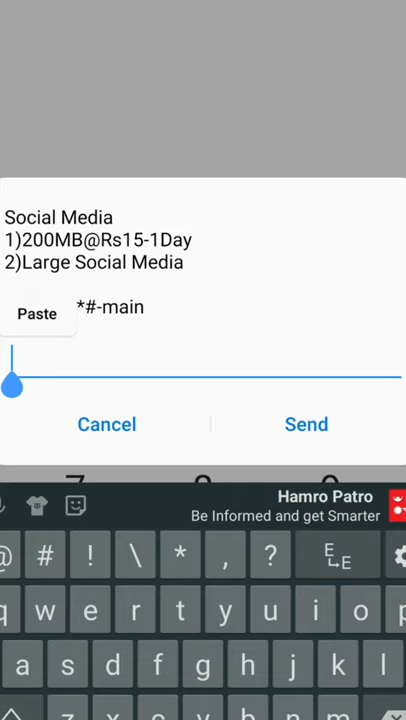 Social Media
1)200MB@Rs15-1Day
2)Large Social Media
*#-main
Paste
Cancel
Send
Hamro Patro
Be Informed and get Smarter
@ # ! \ * , ?
q w e r t y u i o p
a s d f g h j k l
z x c v b n m